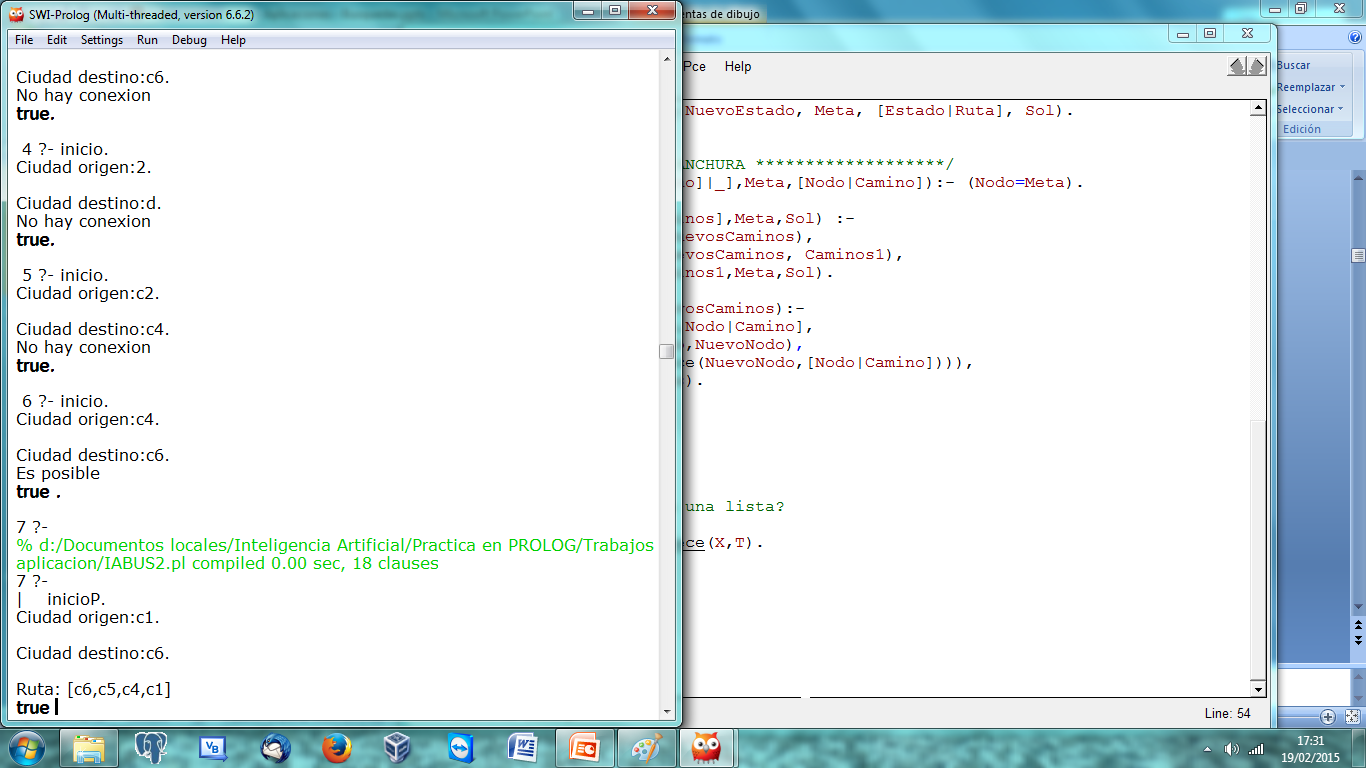 SWI-Prolog (Multi-threaded, version 6.6.2)
File Edit Settings Run Debug Help
Ciudad destino:c6.
No hay conexion
true.
4 ?- inicio.
Ciudad origen:2.
Ciudad destino:d.
No hay conexion
true.
5 ?- inicio.
Ciudad origen:c2.
Ciudad destino:c4.
No hay conexion
true.
6 ?- inicio.
Ciudad origen:c4.
Ciudad destino:c6.
Es posible
true .
7 ?-
% d:/Documentos locales/Inteligencia Artificial/Practica en PROLOG/Trabajos
aplicacion/IABUS2.pl compiled 0.00 sec, 18 clauses
7 ?-
| inicioP.
Ciudad origen:c1.
Ciudad destino:c6.
Ruta: [c6,c5,c4,c1]
true
entas de dibujo
Pce Help
NuevoEstado, Meta, [Estado|Ruta], Sol).
ANCHURA *******************/
o]|_],Meta,[Nodo|Camino]):- (Nodo=Meta).
nos],Meta,Sol) :-
evosCaminos),
evosCaminos, Caminos1),
nos1,Meta,Sol).
osCaminos):-
Nodo|Camino],
,NuevoNodo),
ce(NuevoNodo,[Nodo|Camino]))),
).
una lista?
ce(X,T).
Line: 54
Buscar
Reemplazar
Seleccionar
Edición
VB
W
P
17:31
19/02/2015